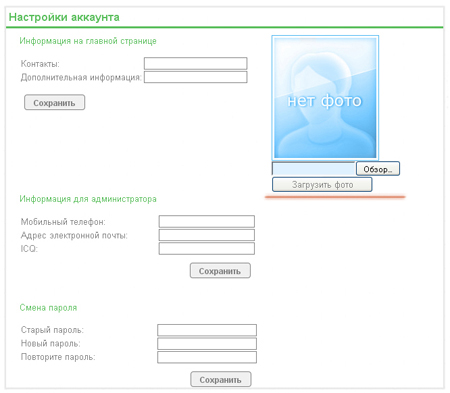 Настройки аккаунта
Информация на главной странице
Контакты:
Дополнительная информация:
Сохранить
нет фото
Обзор...
Загрузить фото
Информация для администратора
Мобильный телефон:
Адрес электронной почты:
ICQ:
Сохранить
Смена пароля
Старый пароль:
Новый пароль:
Повторите пароль:
Сохранить